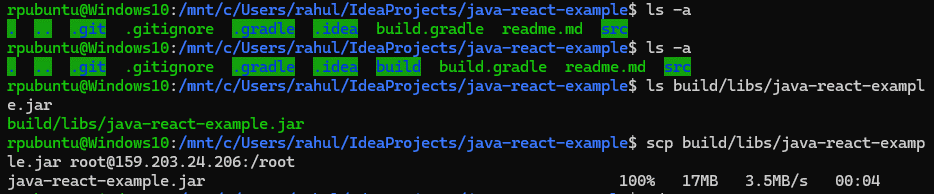 rpubuntu@Windows10:/mnt/c/Users/rahul/IdeaProjects/java-react-example$ ls -a
. .. .git .gitignore .gradle .idea build.gradle readme.md src
rpubuntu@Windows10:/mnt/c/Users/rahul/IdeaProjects/java-react-example$ ls -a
. .. .git .gitignore .gradle .idea build build.gradle readme.md src
rpubuntu@Windows10:/mnt/c/Users/rahul/IdeaProjects/java-react-example$ ls build/libs/java-react-exampl
e.jar
build/libs/java-react-example.jar
rpubuntu@Windows10:/mnt/c/Users/rahul/IdeaProjects/java-react-example$ scp build/libs/java-react-examp
le.jar root@159.203.24.206:/root
java-react-example.jar 100% 17MB 3.5MB/s 00:04